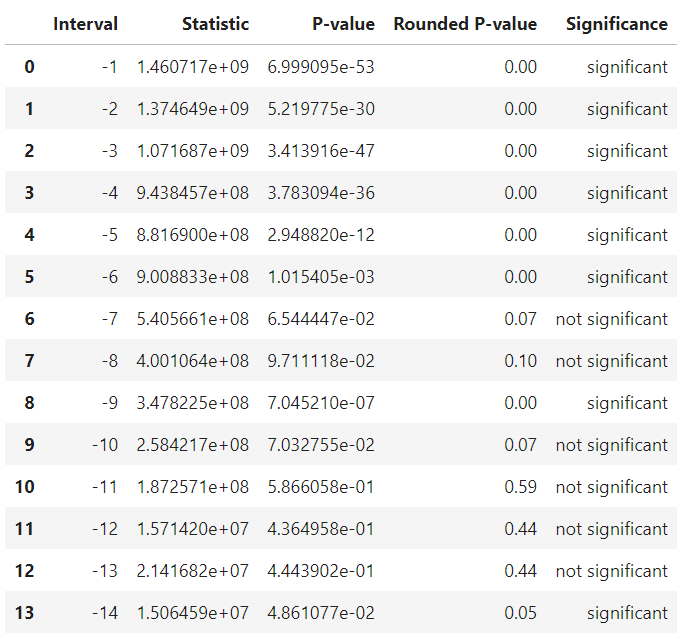 Interval Statistic P-value Rounded P-value Significance
0 -1 1.460717e+09 6.999095e-53 0.00 significant
1 -2 1.374649e+09 5.219775e-30 0.00 significant
2 -3 1.071687e+09 3.413916e-47 0.00 significant
3 -4 9.438457e+08 3.783094e-36 0.00 significant
4 -5 8.816900e+08 2.948820e-12 0.00 significant
5 -6 9.008833e+08 1.015405e-03 0.00 significant
6 -7 5.405661e+08 6.544447e-02 0.07 not significant
7 -8 4.001064e+08 9.711118e-02 0.10 not significant
8 -9 3.478225e+08 7.045210e-07 0.00 significant
9 -10 2.584217e+08 7.032755e-02 0.07 not significant
10 -11 1.872571e+08 5.866058e-01 0.59 not significant
11 -12 1.571420e+07 4.364958e-01 0.44 not significant
12 -13 2.141682e+07 4.443902e-01 0.44 not significant
13 -14 1.506459e+07 4.861077e-02 0.05 significant